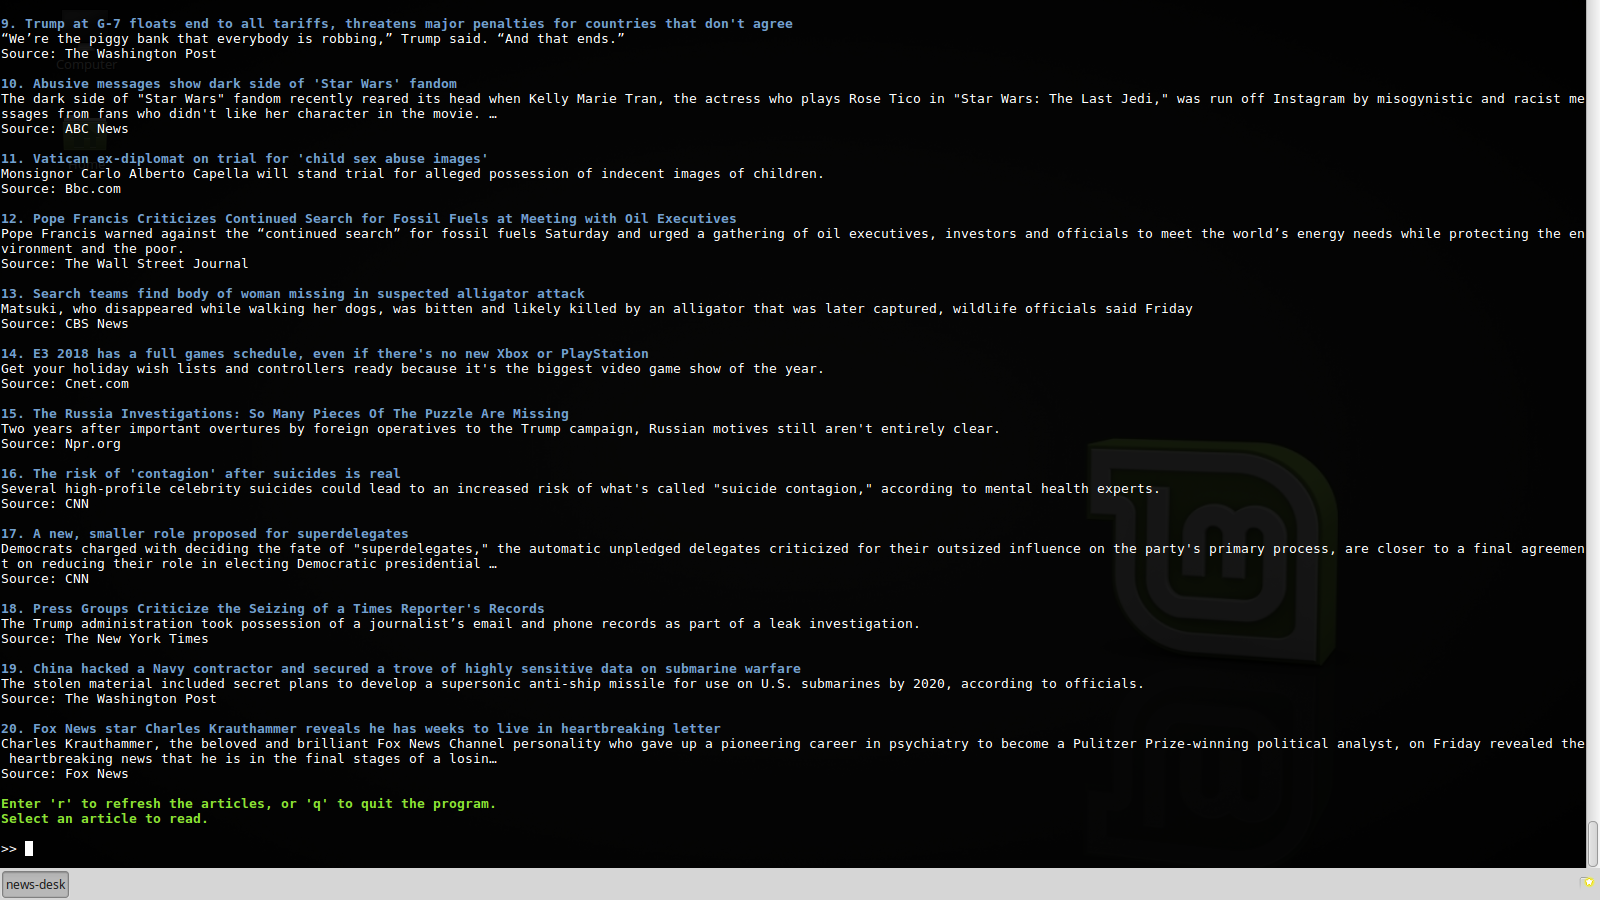 9. Trump at G-7 floats end to all tariffs, threatens major penalties for countries that don't agree
“We’re the piggy bank that everybody is robbing,” Trump said. “And that ends.”
Source: The Washington Post
Computer
10. Abusive messages show dark side of 'Star Wars' fandom
The dark side of "Star Wars" fandom recently reared its head when Kelly Marie Tran, the actress who plays Rose Tico in "Star Wars: The Last Jedi," was run off Instagram by misogynistic and racist me
ssages from fans who didn't like her character in the movie. …
Source: ABC News
11. Vatican ex-diplomat on trial for 'child sex abuse images'
Monsignor Carlo Alberto Capella will stand trial for alleged possession of indecent images of children.
Source: Bbc.com
12. Pope Francis Criticizes Continued Search for Fossil Fuels at Meeting with Oil Executives
Pope Francis warned against the “continued search” for fossil fuels Saturday and urged a gathering of oil executives, investors and officials to meet the world’s energy needs while protecting the en
vironment and the poor.
Source: The Wall Street Journal
13. Search teams find body of woman missing in suspected alligator attack
Matsuki, who disappeared while walking her dogs, was bitten and likely killed by an alligator that was later captured, wildlife officials said Friday
Source: CBS News
14. E3 2018 has a full games schedule, even if there's no new Xbox or PlayStation
Get your holiday wish lists and controllers ready because it's the biggest video game show of the year.
Source: Cnet.com
15. The Russia Investigations: So Many Pieces Of The Puzzle Are Missing
Two years after important overtures by foreign operatives to the Trump campaign, Russian motives still aren't entirely clear.
Source: Npr.org
16. The risk of 'contagion' after suicides is real
Several high-profile celebrity suicides could lead to an increased risk of what's called "suicide contagion," according to mental health experts.
Source: CNN
17. A new, smaller role proposed for superdelegates
Democrats charged with deciding the fate of "superdelegates," the automatic unpledged delegates criticized for their outsized influence on the party's primary process, are closer to a final agreemen
t on reducing their role in electing Democratic presidential …
Source: CNN
18. Press Groups Criticize the Seizing of a Times Reporter's Records
The Trump administration took possession of a journalist’s email and phone records as part of a leak investigation.
Source: The New York Times
19. China hacked a Navy contractor and secured a trove of highly sensitive data on submarine warfare
The stolen material included secret plans to develop a supersonic anti-ship missile for use on U.S. submarines by 2020, according to officials.
Source: The Washington Post
20. Fox News star Charles Krauthammer reveals he has weeks to live in heartbreaking letter
Charles Krauthammer, the beloved and brilliant Fox News Channel personality who gave up a pioneering career in psychiatry to become a Pulitzer Prize-winning political analyst, on Friday revealed the
heartbreaking news that he is in the final stages of a losin…
Source: Fox News
Enter 'r' to refresh the articles, or 'q' to quit the program.
Select an article to read.
>>
news-desk